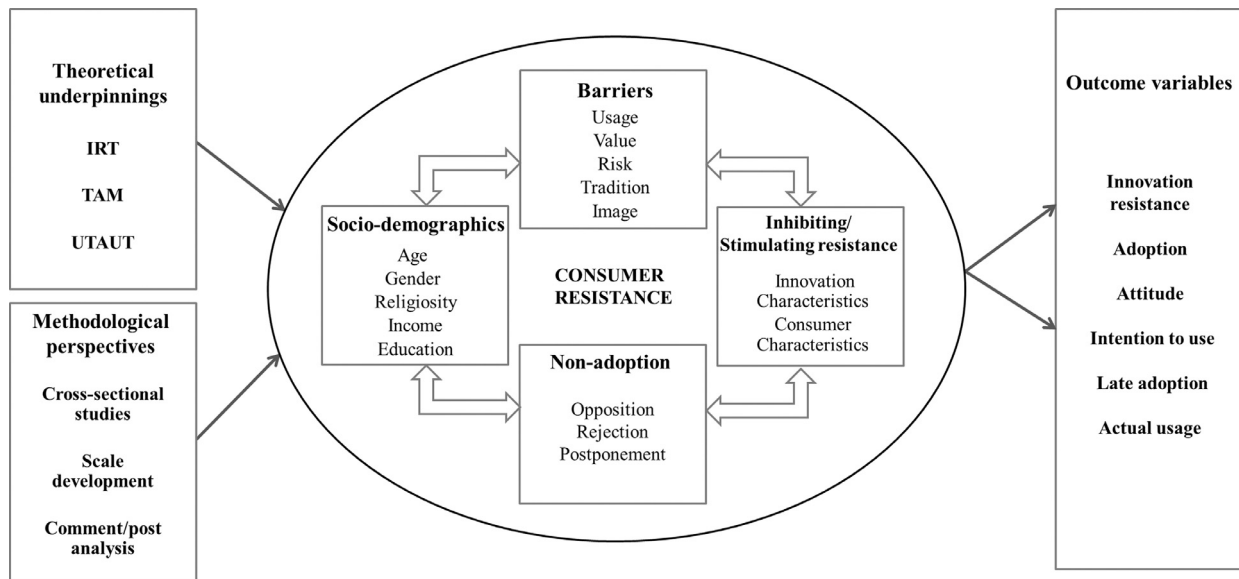 Theoretical
underpinnings
IRT
TAM
UTAUT
Methodological
perspectives
Cross-sectional
studies
Scale
development
Comment/post
analysis
Barriers
Usage
Value
Risk
Tradition
Image
Socio-demographics
Age
Gender
Religiosity
Income
Education
CONSUMER
RESISTANCE
Inhibiting/
Stimulating resistance
Innovation
Characteristics
Consumer
Characteristics
Non-adoption
Opposition
Rejection
Postponement
Outcome variables
Innovation
resistance
Adoption
Attitude
Intention to use
Late adoption
Actual usage